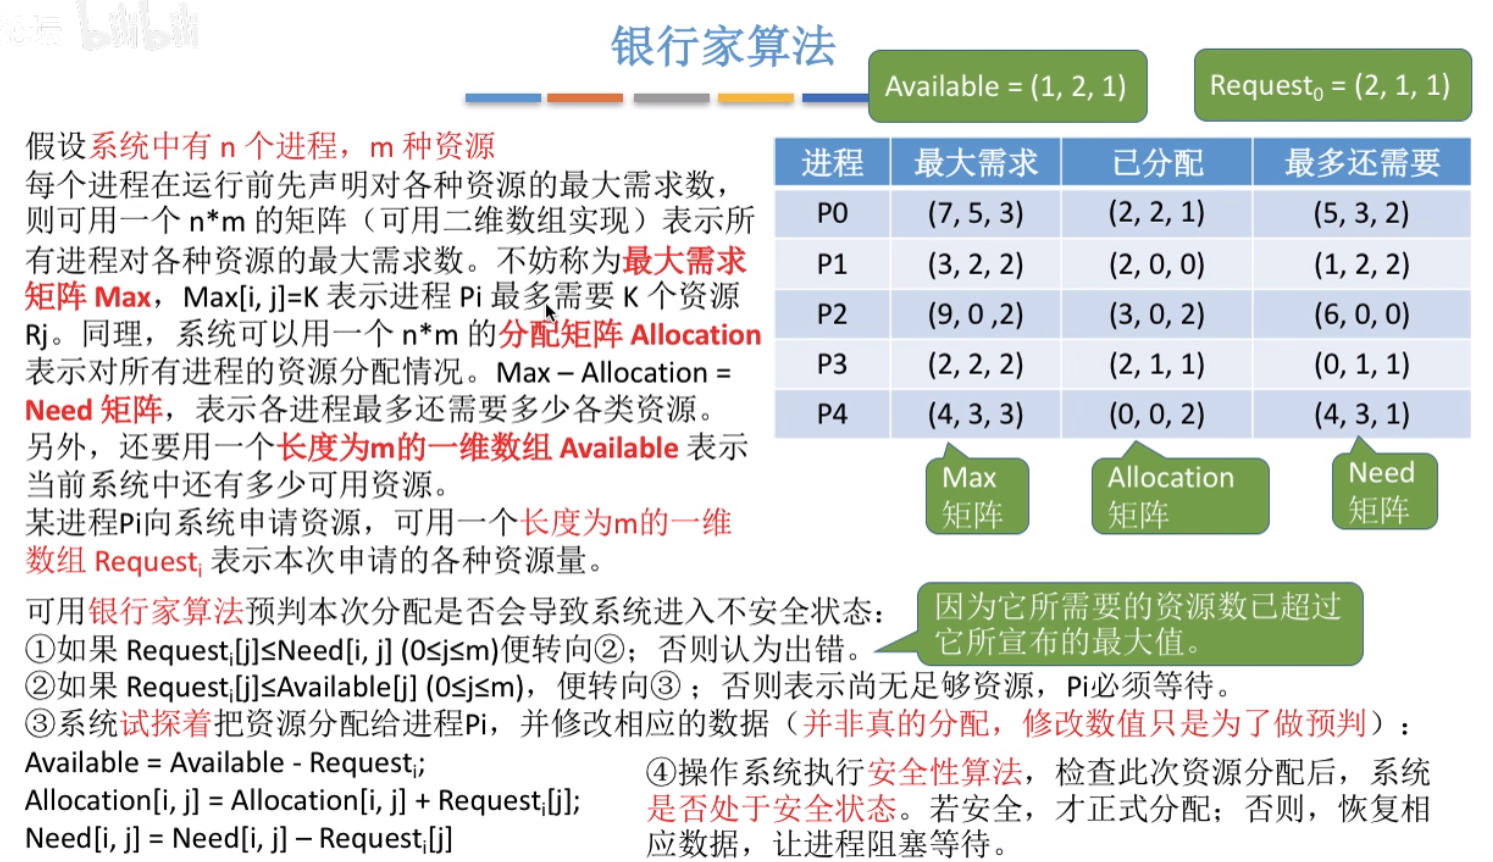 bilibili
银行家算法
Available = (1, 2, 1)
Request0 = (2, 1, 1)
假设系统中有 n 个进程，m 种资源
每个进程在运行前先声明对各种资源的最大需求数，
则可用一个 n*m 的矩阵（可用二维数组实现）表示所
有进程对各种资源的最大需求数。不妨称为最大需求
矩阵 Max，Max[i, j]=K 表示进程 Pi 最多需要 K 个资源
Rj。同理，系统可以用一个 n*m 的分配矩阵 Allocation
表示对所有进程的资源分配情况。Max – Allocation =
Need 矩阵，表示各进程最多还需要多少各类资源。
另外，还要用一个长度为m的一维数组 Available 表示
当前系统中还有多少可用资源。
某进程Pi向系统申请资源，可用一个长度为m的一维
数组 Requesti 表示本次申请的各种资源量。
进程 最大需求 已分配 最多还需要
P0 (7, 5, 3) (2, 2, 1) (5, 3, 2)
P1 (3, 2, 2) (2, 0, 0) (1, 2, 2)
P2 (9, 0 ,2) (3, 0, 2) (6, 0, 0)
P3 (2, 2, 2) (2, 1, 1) (0, 1, 1)
P4 (4, 3, 3) (0, 0, 2) (4, 3, 1)
Max
矩阵
Allocation
矩阵
Need
矩阵
可用银行家算法预判本次分配是否会导致系统进入不安全状态：
①如果 Requesti[j]≤Need[i, j] (0≤j≤m)便转向②；否则认为出错。
因为它所需要的资源数已超过
它所宣布的最大值。
②如果 Requesti[j]≤Available[j] (0≤j≤m)，便转向③ ；否则表示尚无足够资源，Pi必须等待。
③系统试探着把资源分配给进程Pi，并修改相应的数据（并非真的分配，修改数值只是为了做预判）：
Available = Available - Requesti;
Allocation[i, j] = Allocation[i, j] + Requesti[j];
Need[i, j] = Need[i, j] – Requesti[j]
④操作系统执行安全性算法，检查此次资源分配后，系统
是否处于安全状态。若安全，才正式分配；否则，恢复相
应数据，让进程阻塞等待。